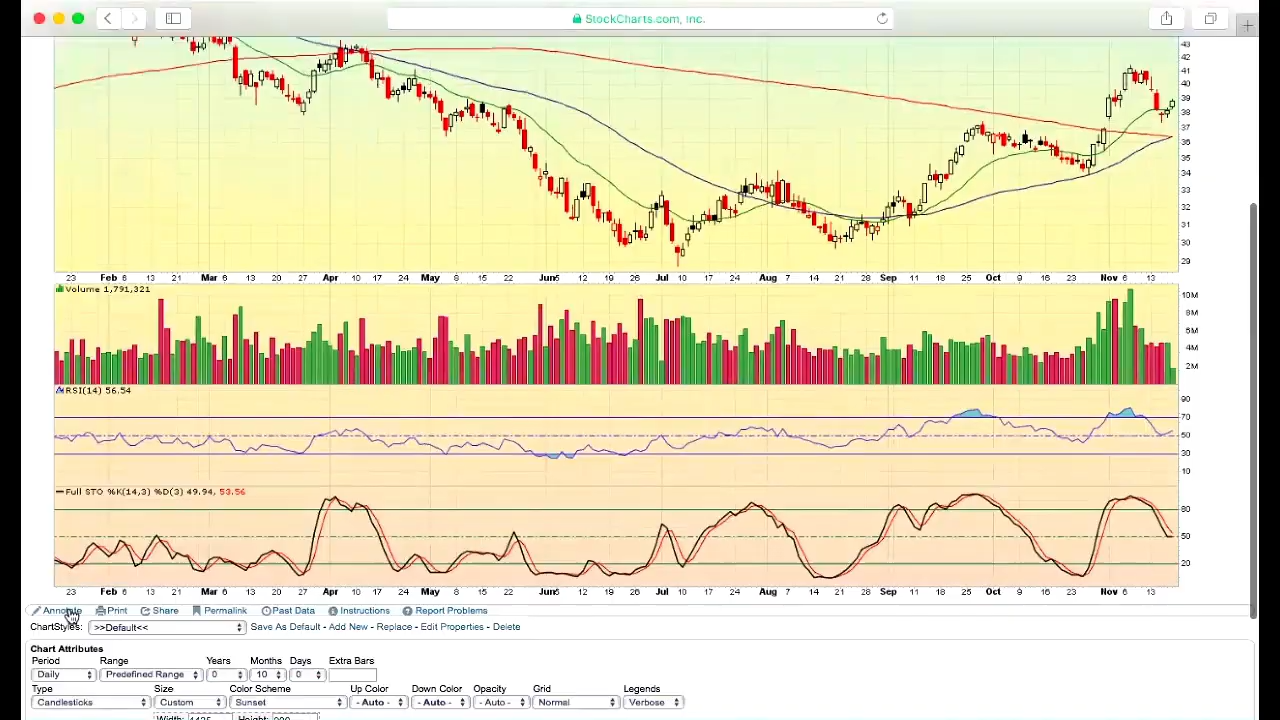 StockCharts.com, Inc.
43
42
41
40
39
38
37
36
35
34
33
32
31
30
29
23 Feb 6 13 21 Mar 6 13 20 27 Apr 10 17 24 May 8 15 22 Jun 5 12 19 26 Jul 10 17 24 Aug 7 14 21 28 Sep 11 18 25 Oct 9 16 23 Nov 6 13
Volume 1,791,321
10M
8M
6M
4M
2M
RSI(14) 56.54
90
70
50
30
10
Full STO %K(14,3) %D(3) 49.94, 53.56
80
50
20
23 Feb 6 13 21 Mar 6 13 20 27 Apr 10 17 24 May 8 15 22 Jun 5 12 19 26 Jul 10 17 24 Aug 7 14 21 28 Sep 11 18 25 Oct 9 16 23 Nov 6 13
Annotate Print Share Permalink Past Data Instructions Report Problems
ChartStyles: >>Default<< Save As Default - Add New - Replace - Edit Properties - Delete
Chart Attributes
Period Range Years Months Days Extra Bars
Daily Predefined Range 0 10 0
Type Size Color Scheme Up Color Down Color Opacity Grid Legends
Candlesticks Custom Sunset - Auto - - Auto - - Auto - Normal Verbose
Width: Height: